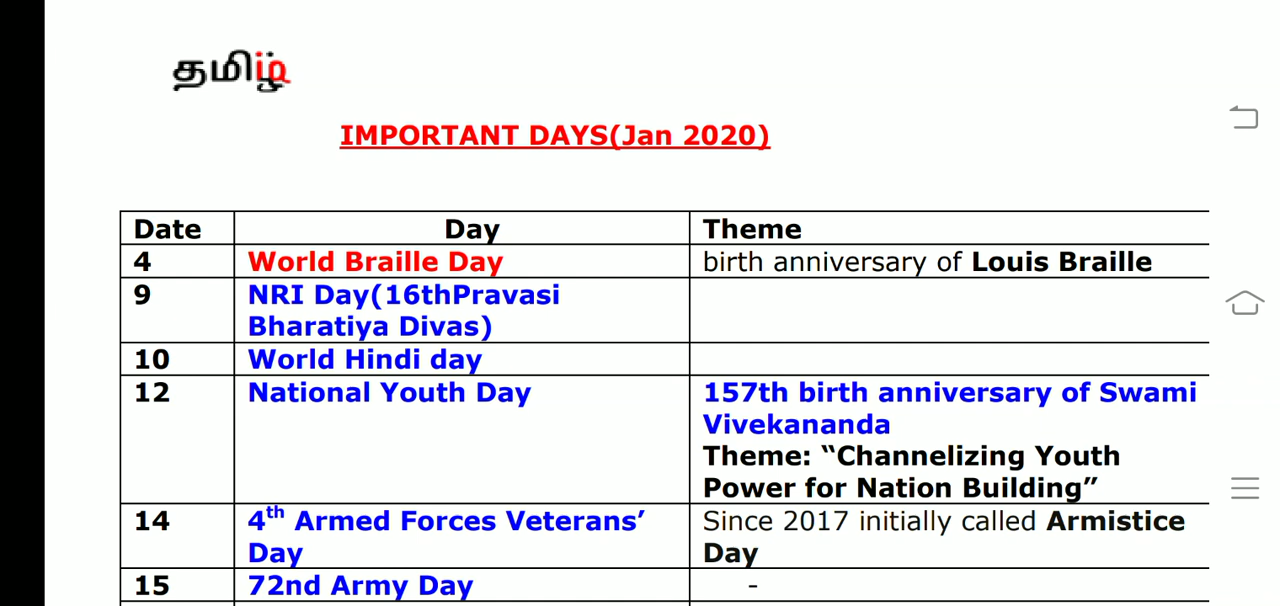 தமிழ்
IMPORTANT DAYS(Jan 2020)
Date Day Theme
4 World Braille Day birth anniversary of Louis Braille
9 NRI Day(16thPravasi
Bharatiya Divas)
10 World Hindi day
12 National Youth Day 157th birth anniversary of Swami
Vivekananda
Theme: “Channelizing Youth
Power for Nation Building”
14 4th Armed Forces Veterans’ Since 2017 initially called Armistice
Day Day
15 72nd Army Day -